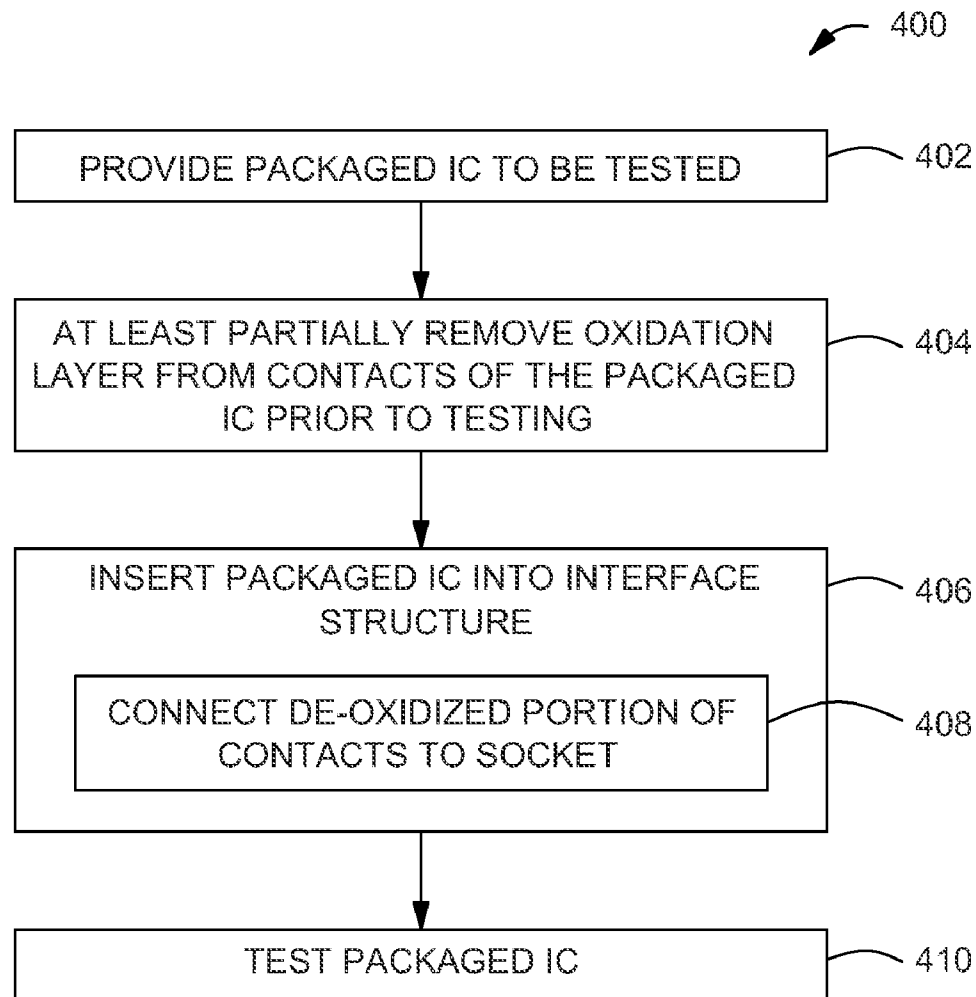 400
PROVIDE PACKAGED IC TO BE TESTED
402
AT LEAST PARTIALLY REMOVE OXIDATION
LAYER FROM CONTACTS OF THE PACKAGED
IC PRIOR TO TESTING
404
INSERT PACKAGED IC INTO INTERFACE
STRUCTURE
406
CONNECT DE-OXIDIZED PORTION OF
CONTACTS TO SOCKET
408
TEST PACKAGED IC
410